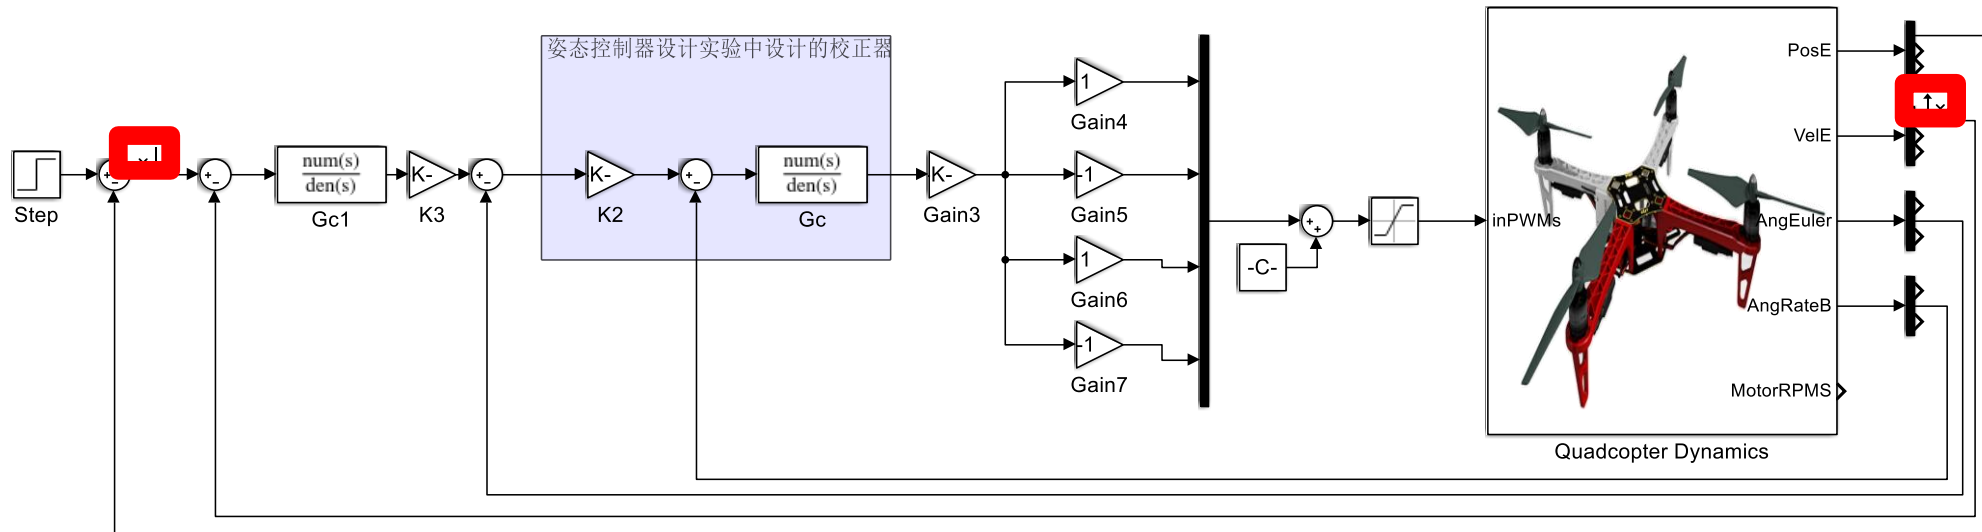 姿态控制器设计实验中设计的校正器
Step
num(s)
den(s)
Gc1
K-
K3
K-
K2
num(s)
den(s)
Gc
K-
Gain3
1
Gain4
-1
Gain5
1
Gain6
-1
Gain7
-C-
inPWMs
PosE
VelE
AngEuler
AngRateB
MotorRPMS
Quadcopter Dynamics